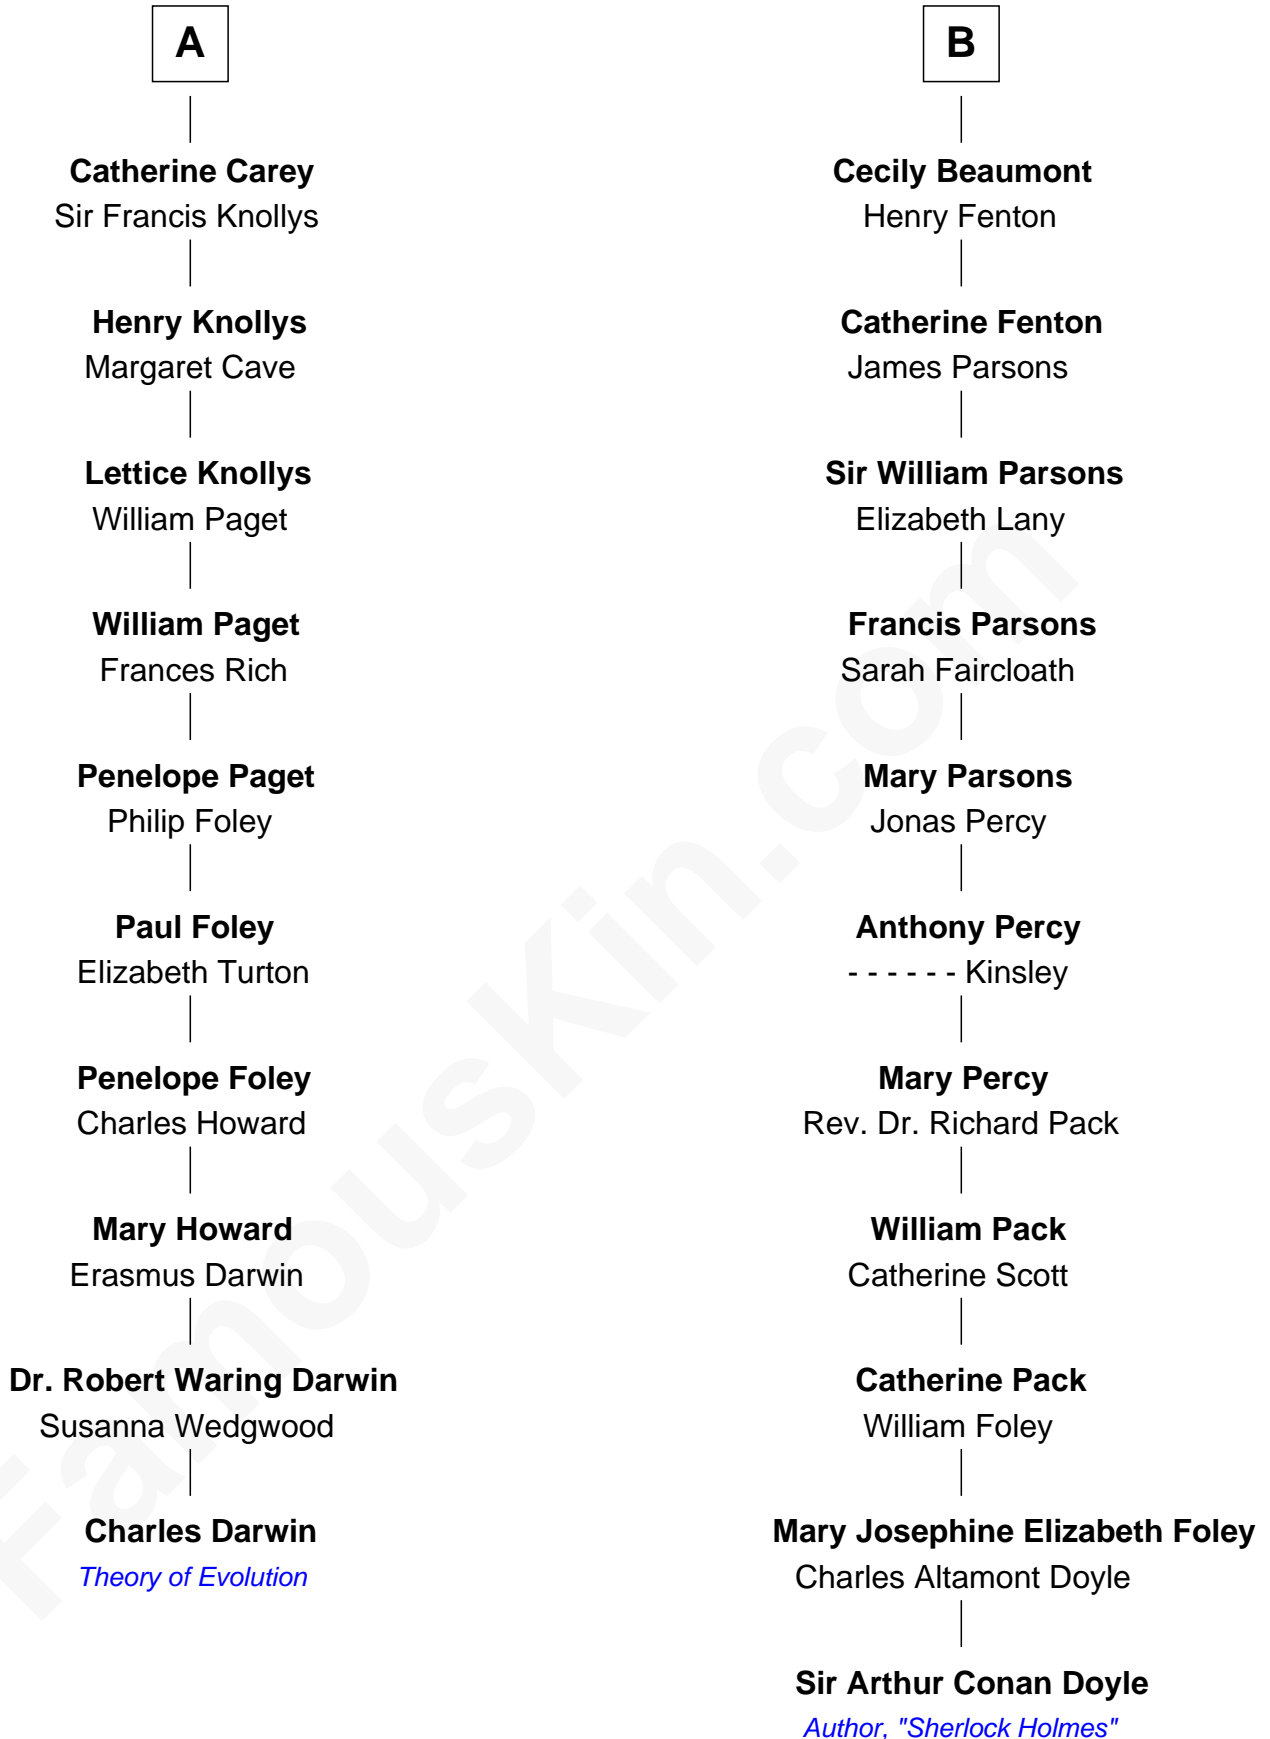 A
Catherine Carey
Sir Francis Knollys
Henry Knollys
Margaret Cave
Lettice Knollys
William Paget
William Paget
Frances Rich
Penelope Paget
Philip Foley
Paul Foley
Elizabeth Turton
Penelope Foley
Charles Howard
Mary Howard
Erasmus Darwin
Dr. Robert Waring Darwin
Susanna Wedgwood
Charles Darwin
Theory of Evolution
B
Cecily Beaumont
Henry Fenton
Catherine Fenton
James Parsons
Sir William Parsons
Elizabeth Lany
Francis Parsons
Sarah Faircloath
Mary Parsons
Jonas Percy
Anthony Percy
- - - - - - Kinsley
Mary Percy
Rev. Dr. Richard Pack
William Pack
Catherine Scott
Catherine Pack
William Foley
Mary Josephine Elizabeth Foley
Charles Altamont Doyle
Sir Arthur Conan Doyle
Author, "Sherlock Holmes"
FamousKin.com